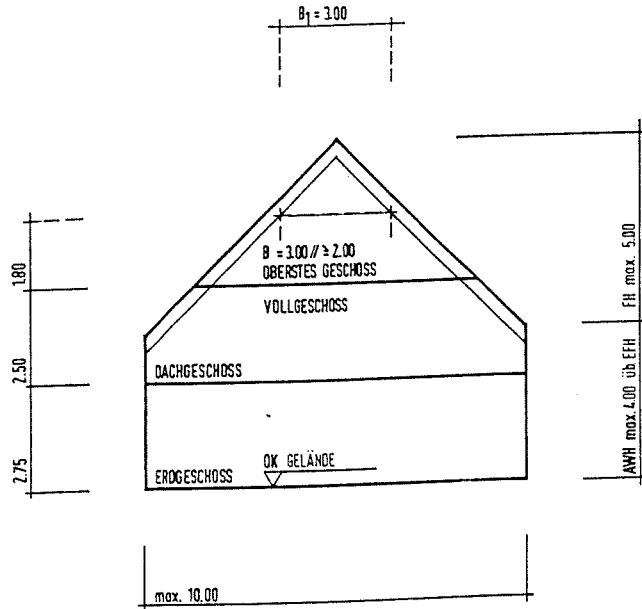 B1 = 3.00
B = 3.00 // ≥ 2.00
OBERSTES GESCHOSS
VOLLGESCHOSS
DACHGESCHOSS
ERDGESCHOSS
OK GELÄNDE
1.80
2.50
2.75
FH max. 5.00
AWH max. 4.00 üb EFH
max. 10.00